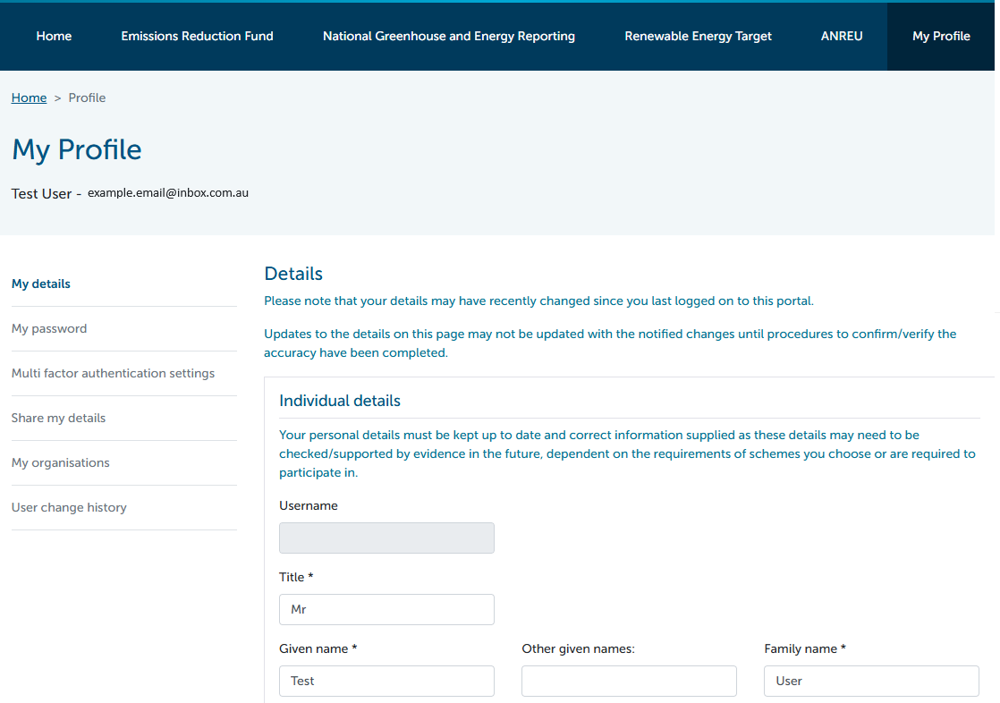 Home Emissions Reduction Fund National Greenhouse and Energy Reporting Renewable Energy Target ANREU My Profile
Home > Profile
My Profile
Test User - example.email@inbox.com.au
My details
My password
Multi factor authentication settings
Share my details
My organisations
User change history
Details
Please note that your details may have recently changed since you last logged on to this portal.
Updates to the details on this page may not be updated with the notified changes until procedures to confirm/verify the
accuracy have been completed.
Individual details
Your personal details must be kept up to date and correct information supplied as these details may need to be
checked/supported by evidence in the future, dependent on the requirements of schemes you choose or are required to
participate in.
Username
Title *
Mr
Given name * Other given names: Family name *
Test User